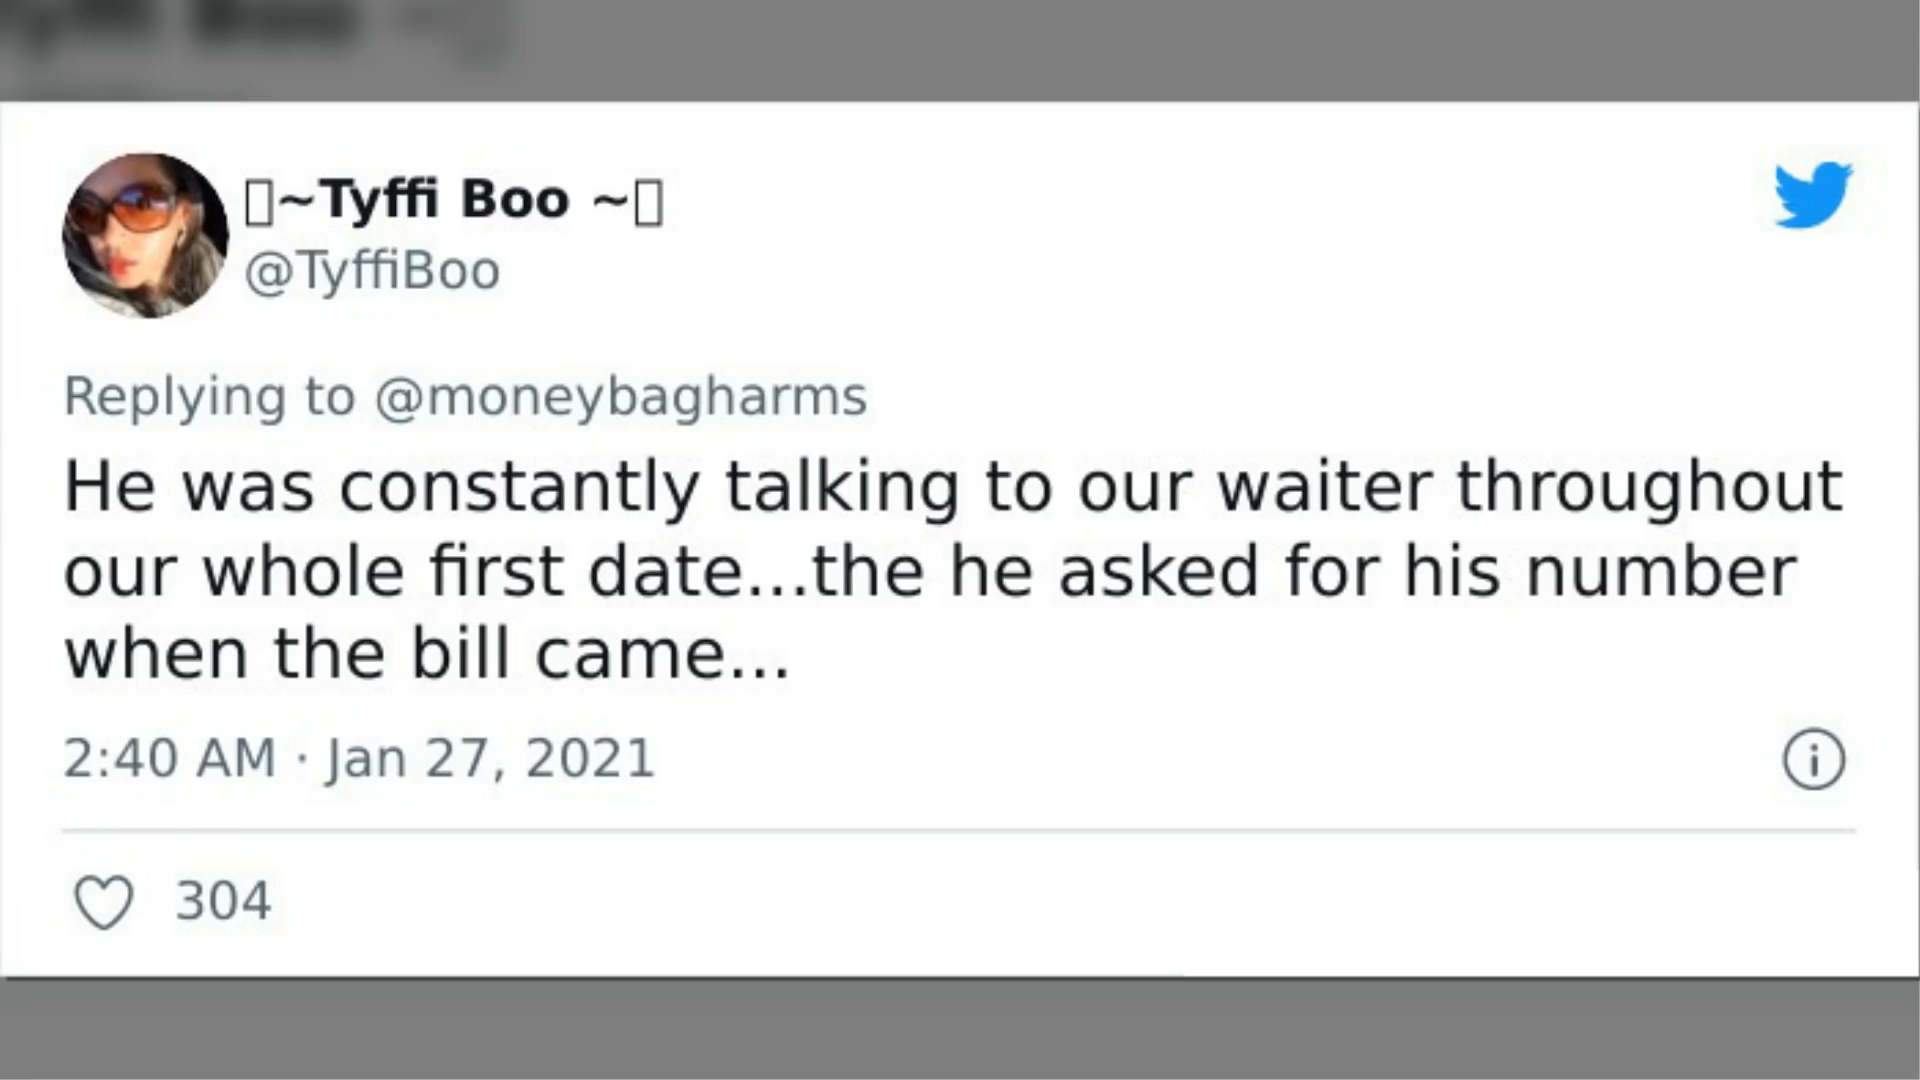 ~Tyffi Boo ~
@TyffiBoo
Replying to @moneybagharms
He was constantly talking to our waiter throughout
our whole first date...the he asked for his number
when the bill came...
2:40 AM · Jan 27, 2021
304